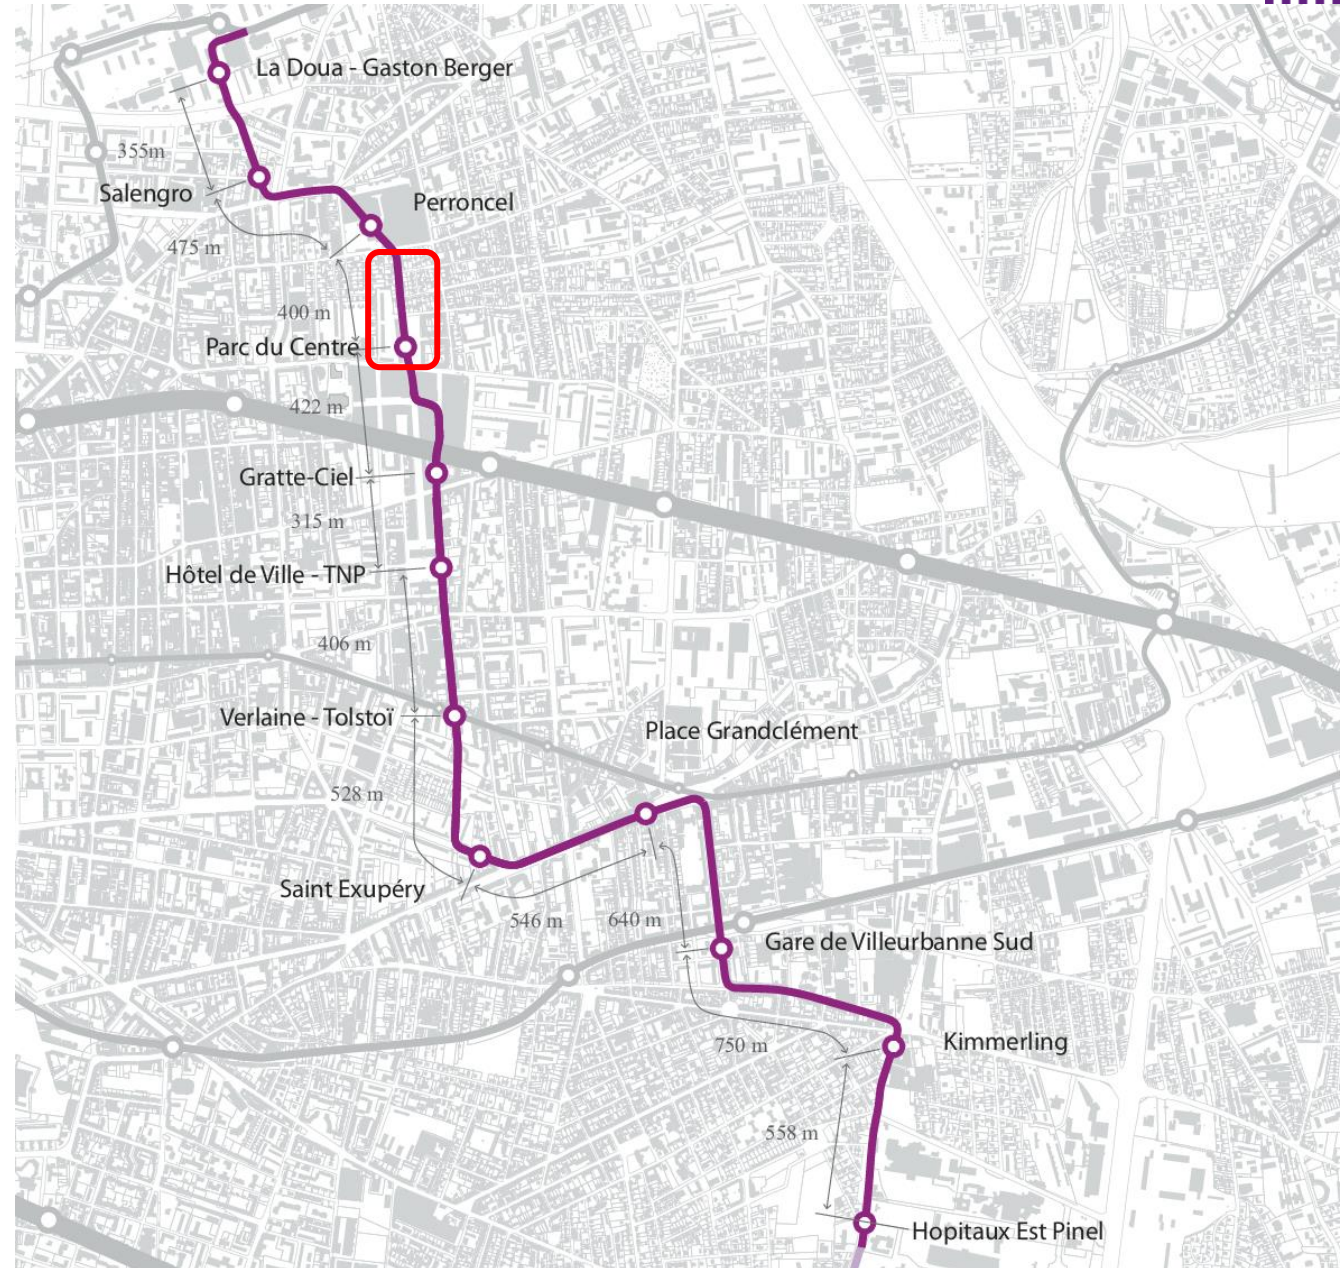 La Doua - Gaston Berger
355m
Salengro
Perroncel
475 m
400 m
Parc du Centre
422 m
Gratte-Ciel
315 m
Hôtel de Ville - TNP
406 m
Verlaine - Tolstoï
Place Grandclément
528 m
Saint Exupéry
546 m
640 m
Gare de Villeurbanne Sud
750 m
Kimmerling
558 m
Hopitaux Est Pinel